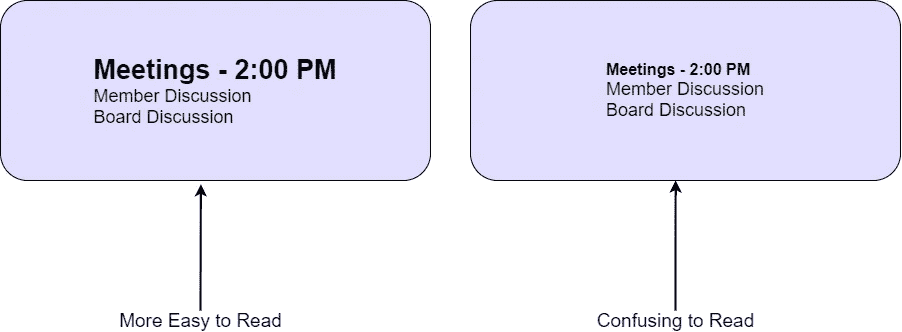 Meetings - 2:00 PM
Member Discussion
Board Discussion
More Easy to Read
Meetings - 2:00 PM
Member Discussion
Board Discussion
Confusing to Read